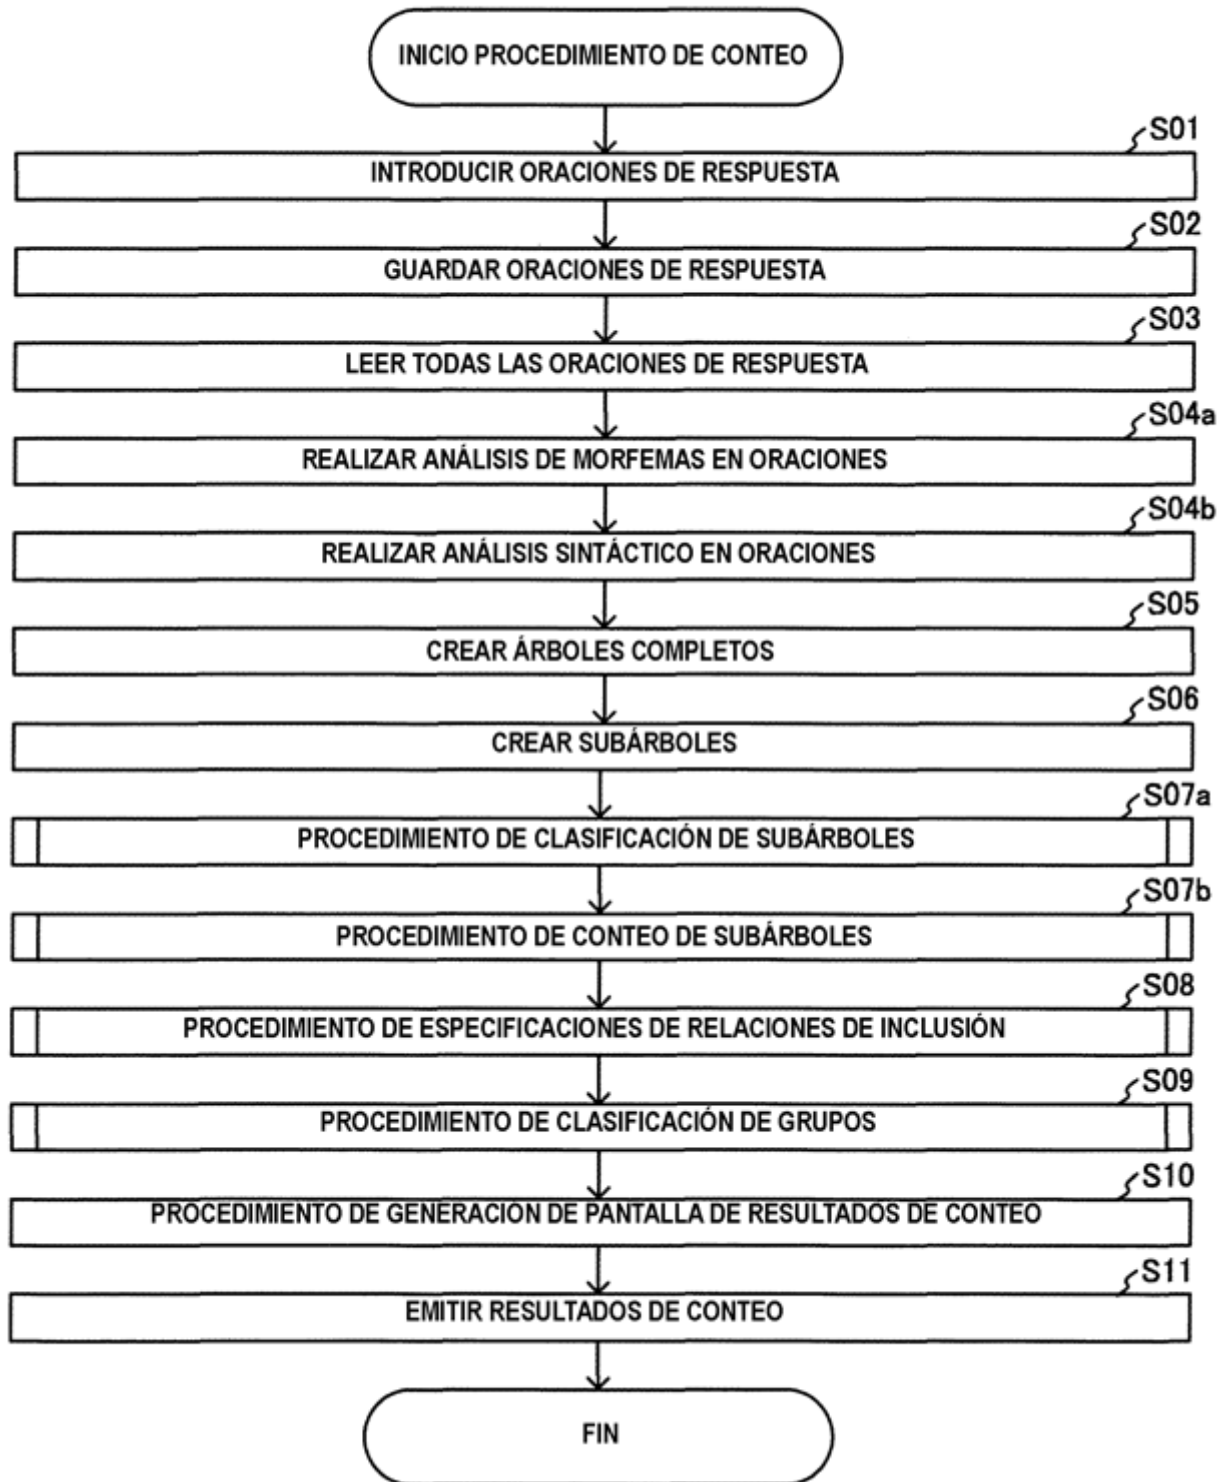 INICIO PROCEDIMIENTO DE CONTEO
S01
INTRODUCIR ORACIONES DE RESPUESTA
S02
GUARDAR ORACIONES DE RESPUESTA
S03
LEER TODAS LAS ORACIONES DE RESPUESTA
S04a
REALIZAR ANÁLISIS DE MORFEMAS EN ORACIONES
S04b
REALIZAR ANÁLISIS SINTÁCTICO EN ORACIONES
S05
CREAR ÁRBOLES COMPLETOS
S06
CREAR SUBÁRBOLES
S07a
PROCEDIMIENTO DE CLASIFICACIÓN DE SUBÁRBOLES
S07b
PROCEDIMIENTO DE CONTEO DE SUBÁRBOLES
S08
PROCEDIMIENTO DE ESPECIFICACIONES DE RELACIONES DE INCLUSIÓN
S09
PROCEDIMIENTO DE CLASIFICACIÓN DE GRUPOS
S10
PROCEDIMIENTO DE GENERACIÓN DE PANTALLA DE RESULTADOS DE CONTEO
S11
EMITIR RESULTADOS DE CONTEO
FIN